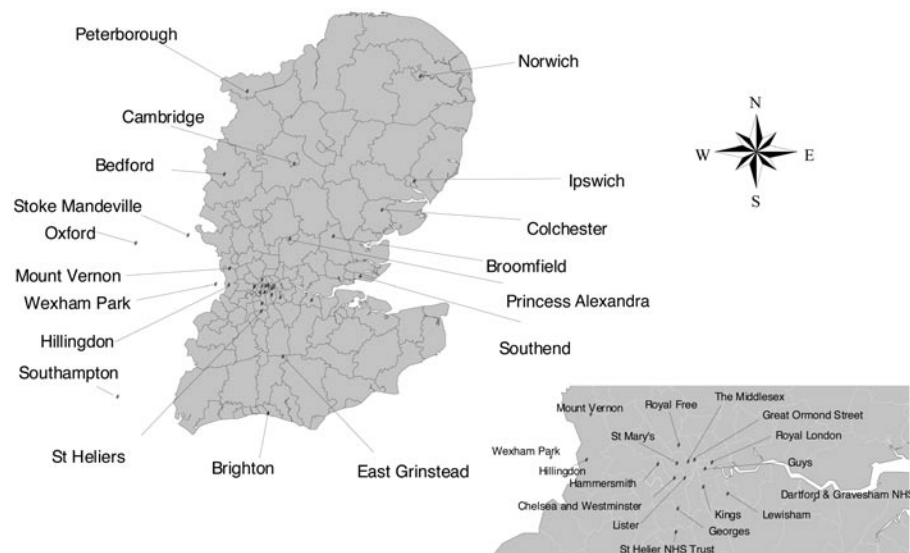 Peterborough
Norwich
Cambridge
Bedford
Ipswich
Stoke Mandeville
Oxford
Colchester
Mount Vernon
Broomfield
Wexham Park
Princess Alexandra
Hillingdon
Southend
Southampton
St Heliers
Brighton
East Grinstead
N
W
E
S
The Middlesex
Mount Vernon
Royal Free
Great Ormond Street
St Mary's
Royal London
Wexham Park
Hillingdon
Guys
Hammersmith
Dartford & Gravesham NHS
Chelsea and Westminster
Kings
Lewisham
Lister
Georges
St Helier NHS Trust